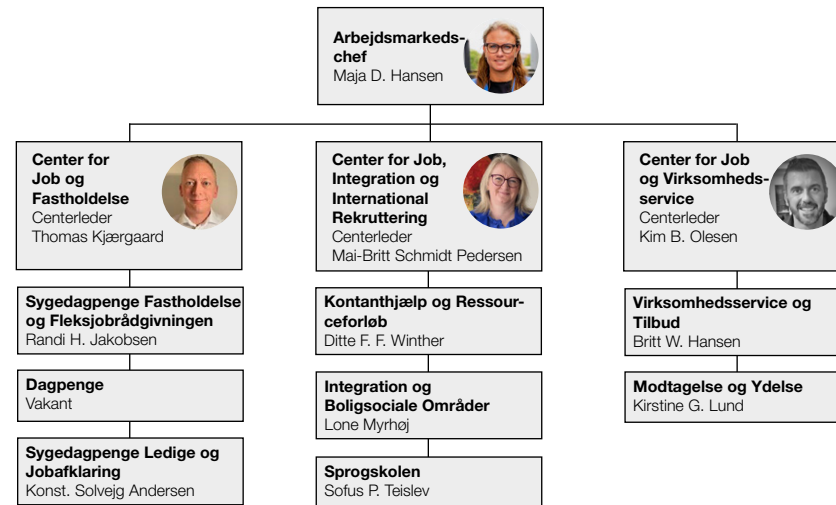 Arbejdsmarkeds-
chef
Maja D. Hansen
Center for
Job og
Fastholdelse
Centerleder
Thomas Kjærgaard
Sygedagpenge Fastholdelse
og Fleksjobrådgivningen
Randi H. Jakobsen
Dagpenge
Vakant
Sygedagpenge Ledige og
Jobafklaring
Konst. Solvejg Andersen
Center for Job,
Integration og
International
Rekruttering
Centerleder
Mai-Britt Schmidt Pedersen
Kontanthjælp og Ressour-
ceforløb
Ditte F. F. Winther
Integration og
Boligsociale Områder
Lone Myrhøj
Sprogskolen
Sofus P. Teislev
Center for Job
og Virksomheds-
service
Centerleder
Kim B. Olesen
Virksomhedsservice og
Tilbud
Britt W. Hansen
Modtagelse og Ydelse
Kirstine G. Lund